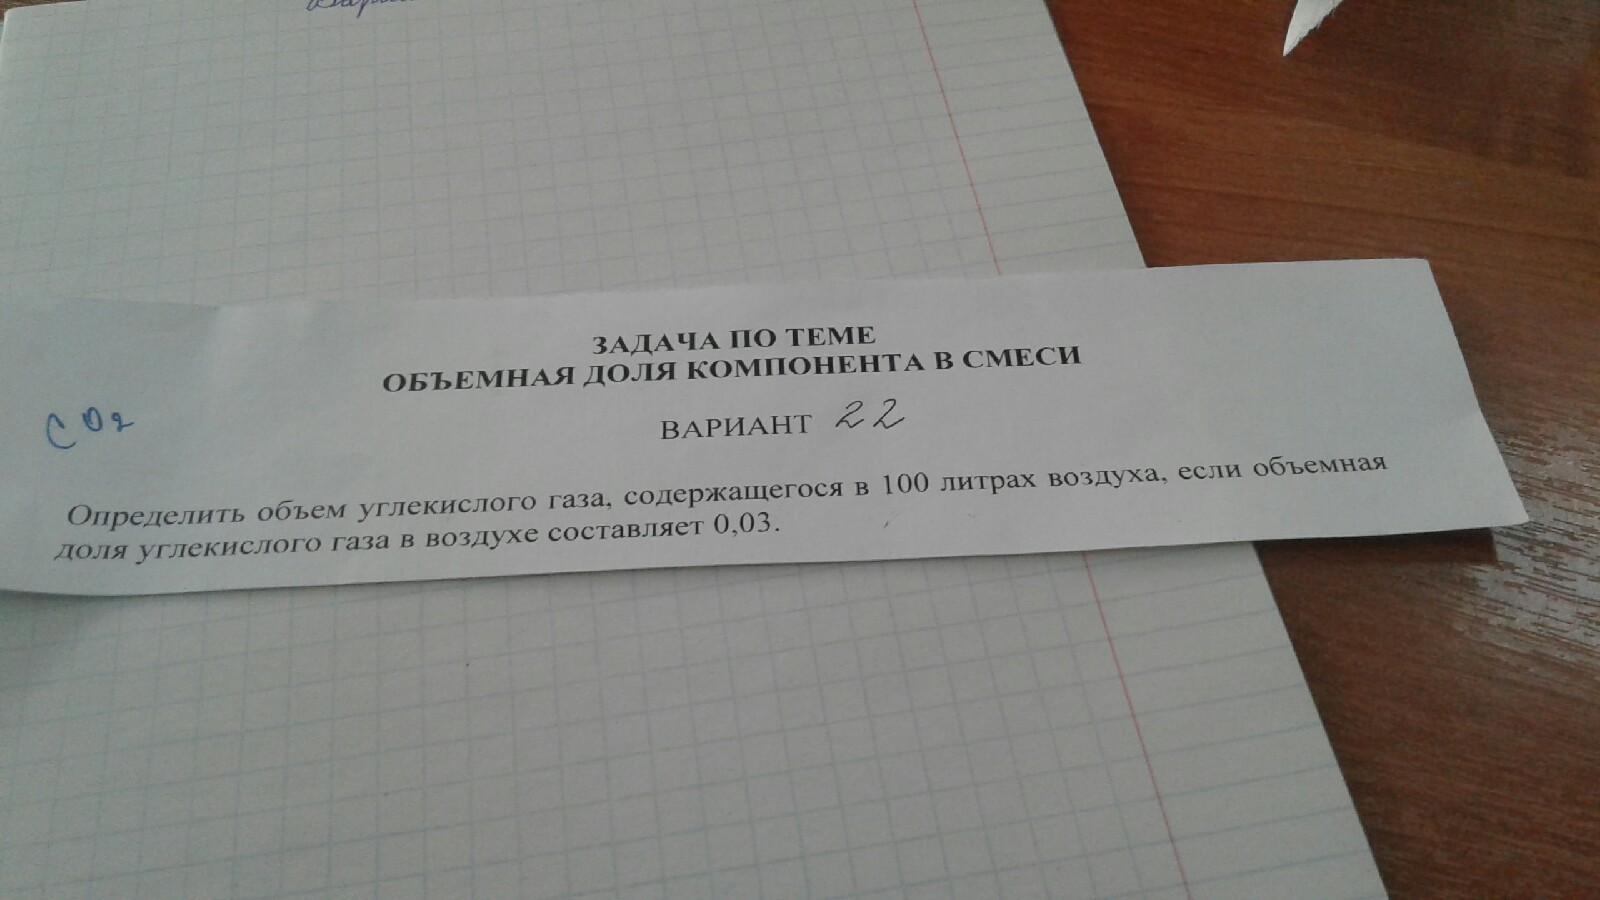 ЗАДАЧА ПО ТЕМЕ
ОБЪЕМНАЯ ДОЛЯ КОМПОНЕНТА В СМЕСИ
CO2
ВАРИАНТ 22
Определить объем углекислого газа, содержащегося в 100 литрах воздуха, если объемная
доля углекислого газа в воздухе составляет 0,03.